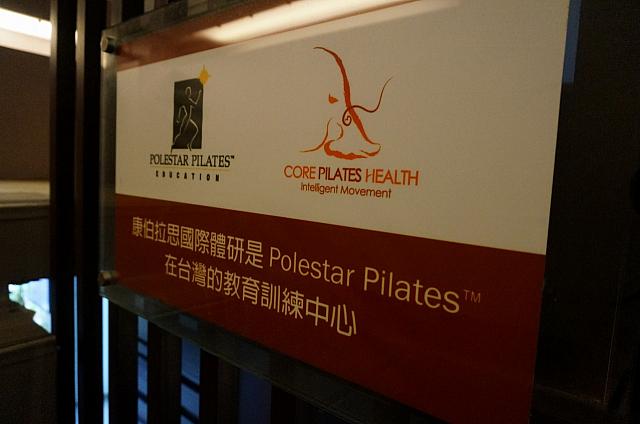 POLESTAR PILATES™
EDUCATION
CORE PILATES HEALTH
Intelligent Movement
康伯拉思國際體研是 Polestar Pilates™
在台灣的教育訓練中心